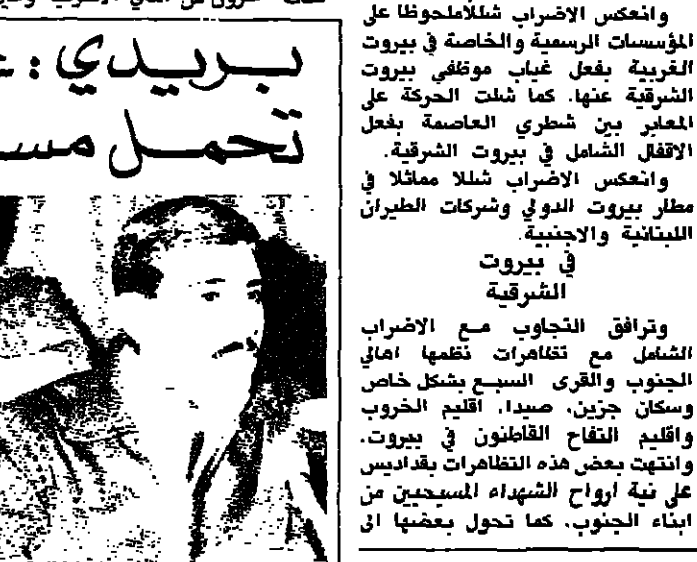 وانعكس الاضراب شللاملحوظا على
المؤسسات الرسمية والخاصة في بيروت
الغربية بفعل غياب موظفي بيروت
الشرقية عنها. كما شلت الحركة على
المعابر بين شطري العاصمة بفعل
الاقفال الشامل في بيروت الشرقية.
وانعكس الاضراب شللا مماثلا في
مطار بيروت الدولي وشركات الطيران
اللبنانية والاجنبية.
في بيروت
الشرقية
وترافق التجاوب مع الاضراب
الشامل مع تظاهرات نظمها اهالي
الجنوب والقرى السبع بشكل خاص
وسكان جزين، صيدا، اقليم الخروب
واقليم التفاح القاطنون في بيروت.
وانتهت بعض هذه التظاهرات بقداديس
على نية ارواح الشهداء المسيحيين من
ابناء الجنوب. كما تحول بعضها الى
بريدي:
تحمل